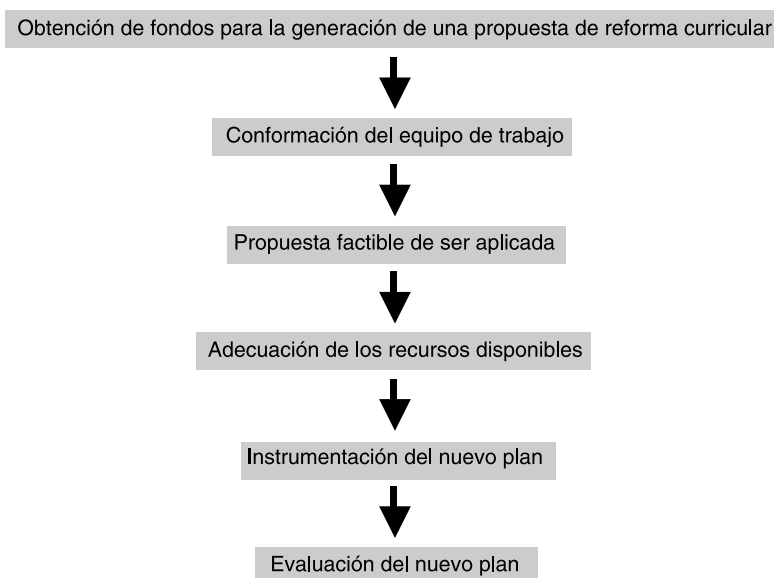 Obtención de fondos para la generación de una propuesta de reforma curricular
Conformación del equipo de trabajo
Propuesta factible de ser aplicada
Adecuación de los recursos disponibles
Instrumentación del nuevo plan
Evaluación del nuevo plan